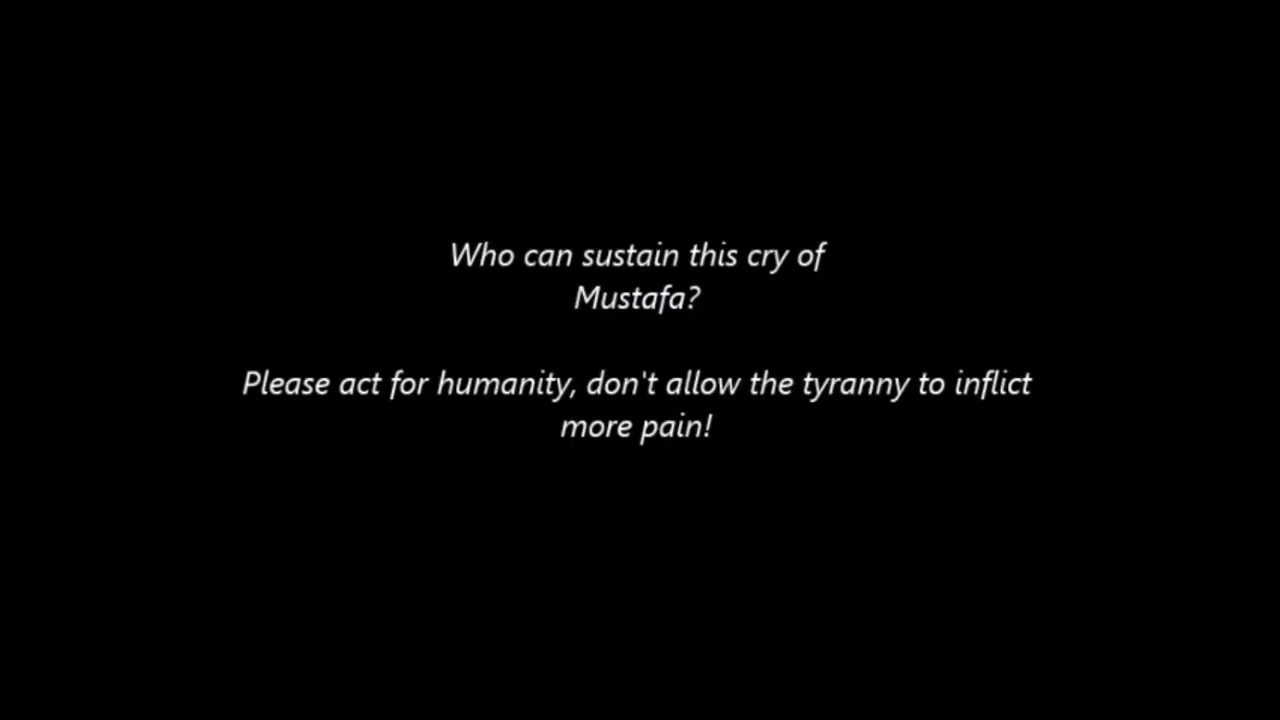 Who can sustain this cry of
Mustafa?
Please act for humanity, don't allow the tyranny to inflict
more pain!